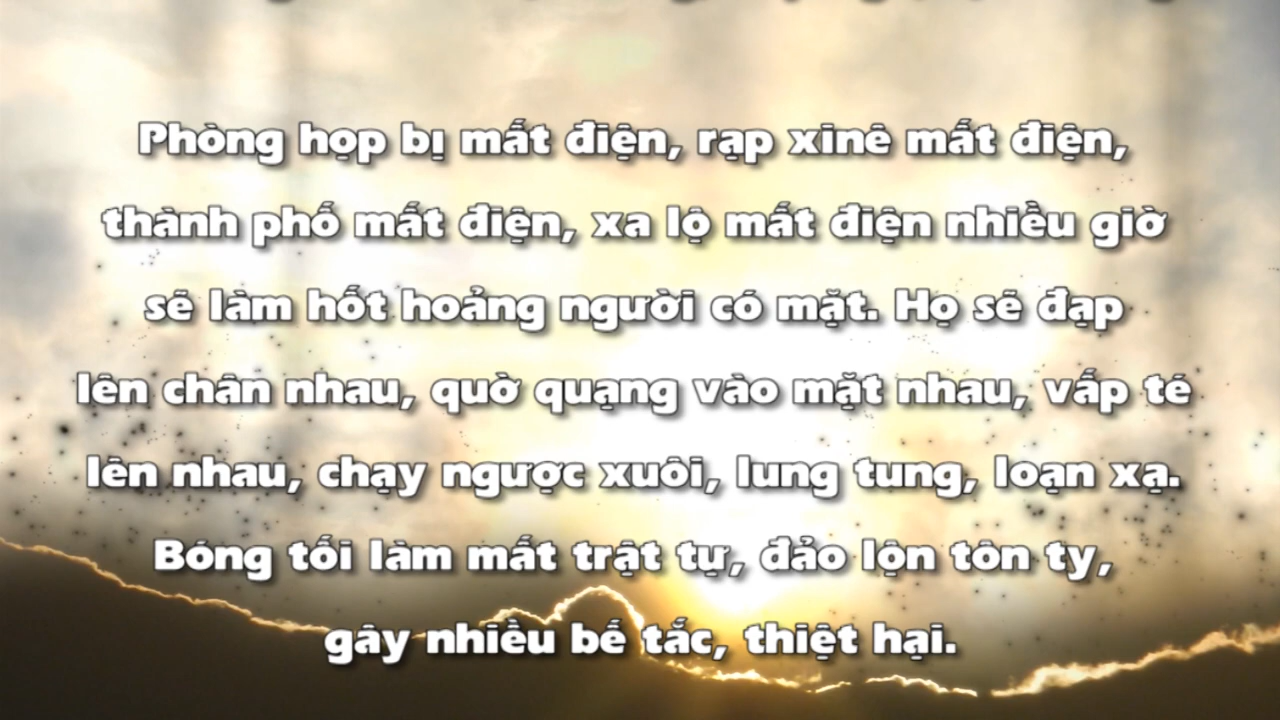 Phòng họp bị mất điện, rạp xinê mất điện,
thành phố mất điện, xa lộ mất điện nhiều giờ
sẽ làm hốt hoảng người có mặt. Họ sẽ đạp
lên chân nhau, quờ quạng vào mặt nhau, vấp té
lên nhau, chạy ngược xuôi, lung tung, loạn xạ.
Bóng tối làm mất trật tự, đảo lộn tôn ty,
gây nhiều bế tắc, thiệt hại.